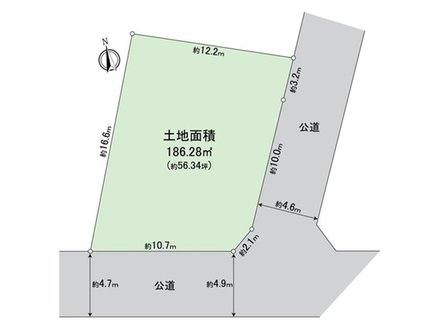 N
約12.2m
約3.2m
公道
土地面積
186.28㎡
(約56.34坪)
約16.6m
約10.0m
約4.6m
約2.1m
約10.7m
約4.7m
公道
約4.9m